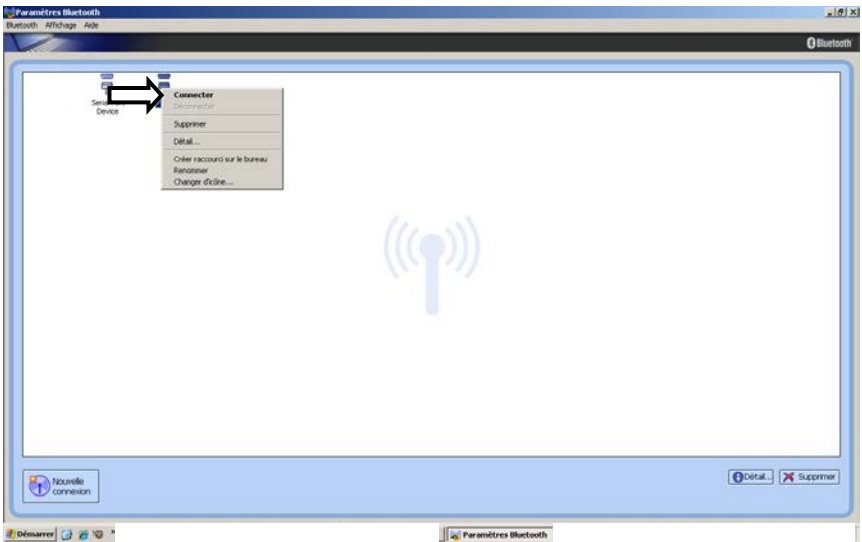 Paramètres Bluetooth
Bluetooth Affichage Aide
Bluetooth
Device
Connecter
Déconnecter
Supprimer
Détail...
Créer raccourci sur le bureau
Renommer
Changer d'icône...
Nouvelle
connexion
Détail...
Supprimer
Démarrer
Paramètres Bluetooth